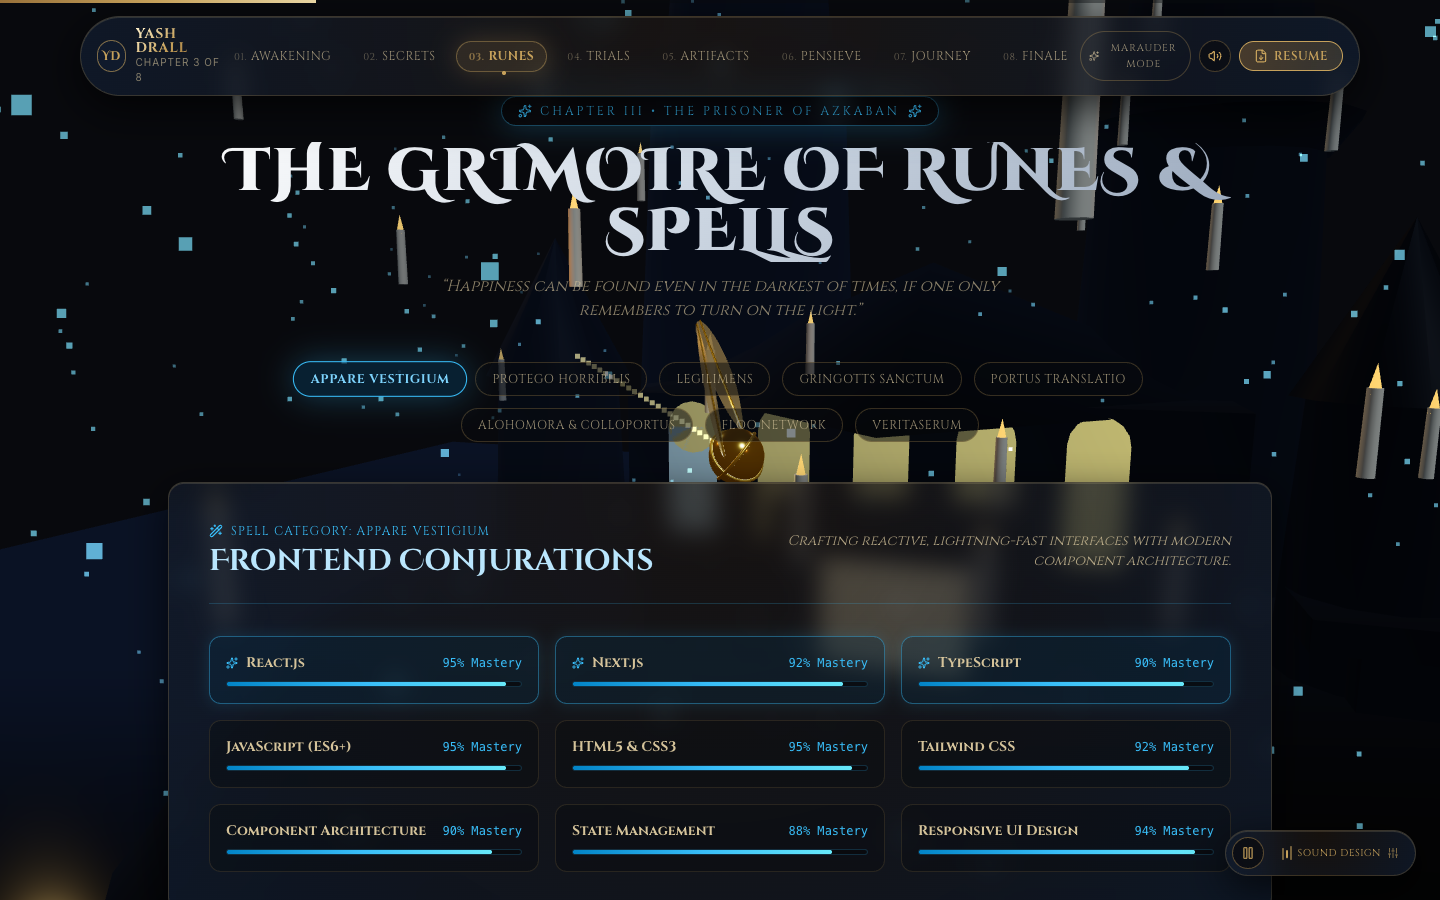 YD
YASH
DRALL
CHAPTER 3 OF
8
01. AWAKENING
02. SECRETS
03. RUNES
04. TRIALS
05. ARTIFACTS
06. PENSIEVE
07. JOURNEY
08. FINALE
MARAUDER
MODE
RESUME
CHAPTER III • THE PRISONER OF AZKABAN
THE GRIMOIRE OF RUNES &
SPELLS
“HAPPINESS CAN BE FOUND EVEN IN THE DARKEST OF TIMES, IF ONE ONLY
REMEMBERS TO TURN ON THE LIGHT.”
APPARE VESTIGIUM
PROTEGO HORRIBILIS
LEGILIMENS
GRINGOTTS SANCTUM
PORTUS TRANSLATIO
ALOHOMORA & COLLOPORTUS
FLOO NETWORK
VERITASERUM
SPELL CATEGORY: APPARE VESTIGIUM
FRONTEND CONJURATIONS
CRAFTING REACTIVE, LIGHTNING-FAST INTERFACES WITH MODERN
COMPONENT ARCHITECTURE.
REACT.JS
95% Mastery
NEXT.JS
92% Mastery
TYPESCRIPT
90% Mastery
JAVASCRIPT (ES6+)
95% Mastery
HTML5 & CSS3
95% Mastery
TAILWIND CSS
92% Mastery
COMPONENT ARCHITECTURE
90% Mastery
STATE MANAGEMENT
88% Mastery
RESPONSIVE UI DESIGN
94% Mastery
SOUND DESIGN